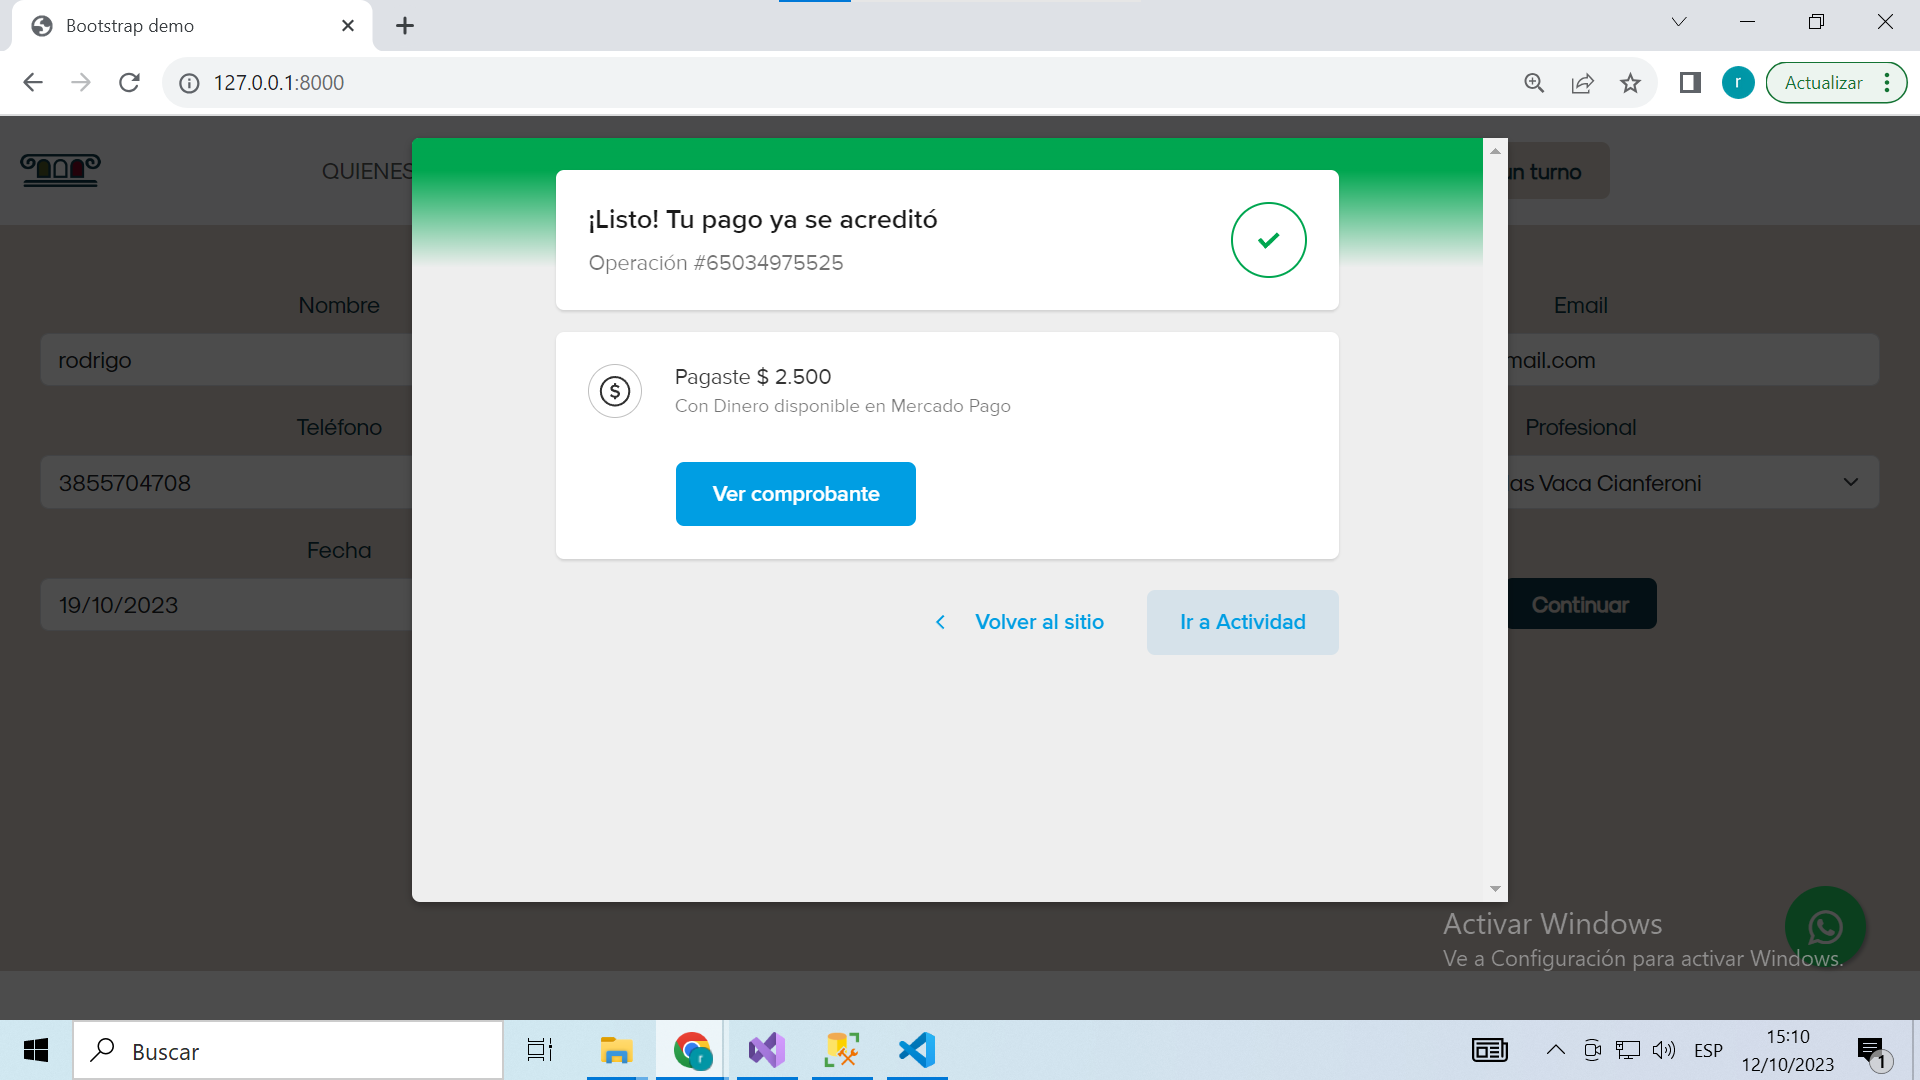 Bootstrap demo
127.0.0.1:8000
r
Actualizar
QUIENES
un turno
¡Listo! Tu pago ya se acreditó
Operación #65034975525
Nombre
Email
rodrigo
mail.com
Pagaste $ 2.500
Con Dinero disponible en Mercado Pago
Teléfono
Profesional
3855704708
as Vaca Cianferoni
Ver comprobante
Fecha
19/10/2023
Continuar
Volver al sitio
Ir a Actividad
Activar Windows
Ve a Configuración para activar Windows.
Buscar
r
ESP
15:10
12/10/2023
1